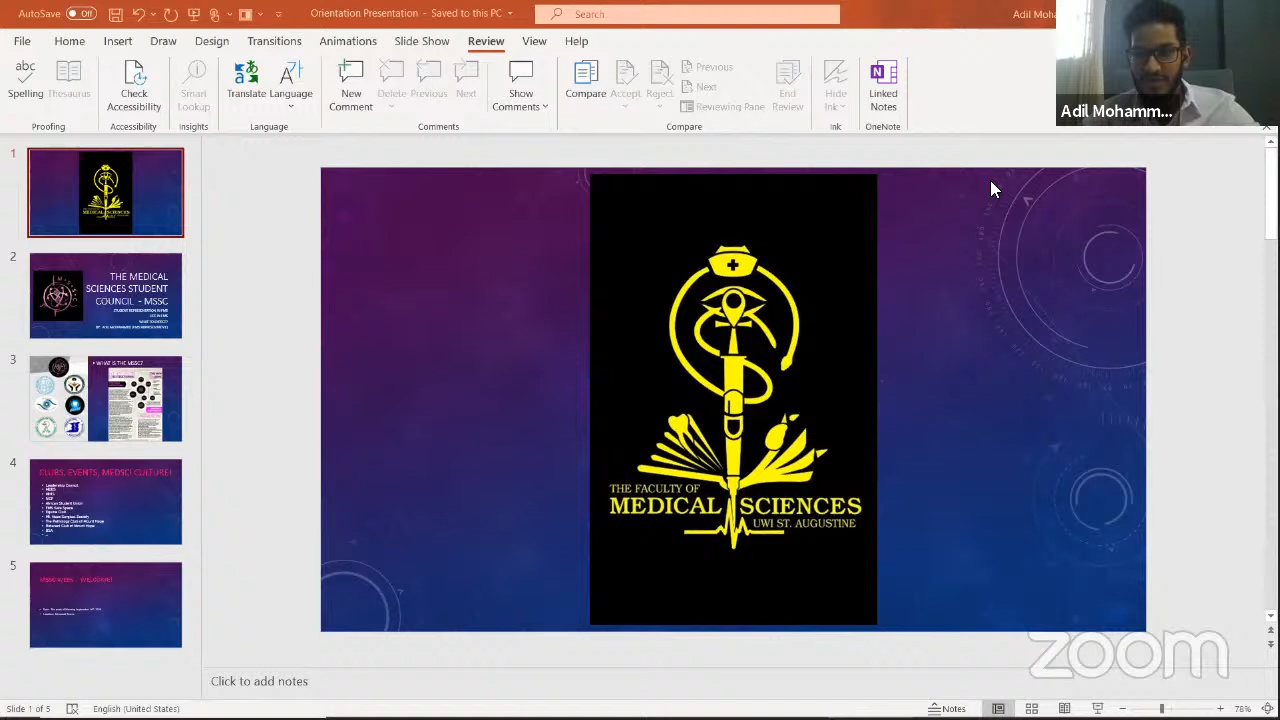 AutoSave Off
Orientation Presentation - Saved to this PC
Search
Adil Moha
File Home Insert Draw Design Transitions Animations Slide Show Review View Help
abc
Spelling Thesaurus Check Accessibility Smart Lookup Translate Language New Comment Delete Previous Next Show Comments Compare Accept Reject Previous Next Reviewing Pane End Review Hide Ink Linked Notes
Proofing Accessibility Insights Language Comments Compare Ink OneNote
Adil Mohamm...
1
2
THE MEDICAL
SCIENCES STUDENT
COUNCIL - MSSC
3
WHAT IS THE MSSC?
4
CLUBS, EVENTS, MEDSCI CULTURE!
5
THE FACULTY OF
MEDICAL SCIENCES
UWI ST. AUGUSTINE
zoom
Click to add notes
Slide 1 of 5 English (United States) Notes 78%